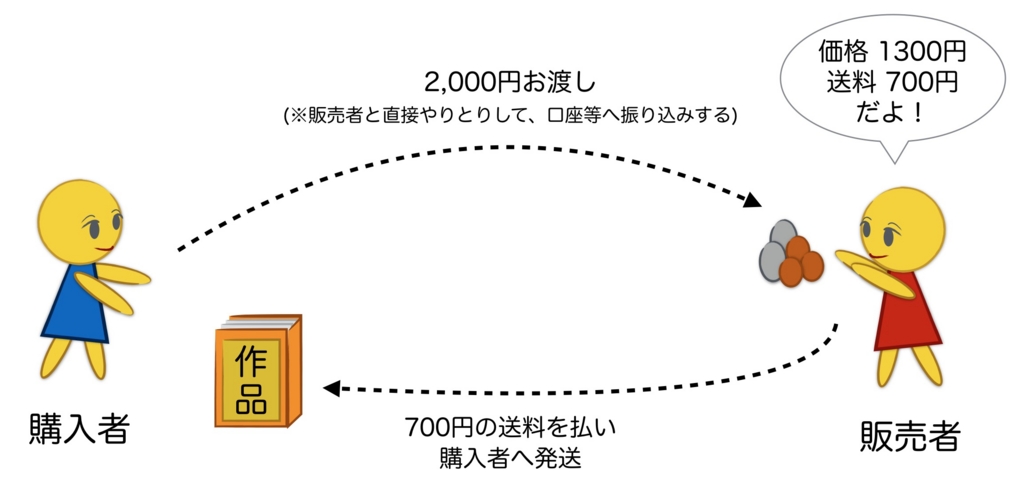 価格 1300円
送料 700円
だよ！
2,000円お渡し
(※販売者と直接やりとりして、口座等へ振り込みする)
作
品
700円の送料を払い
購入者へ発送
購入者
販売者